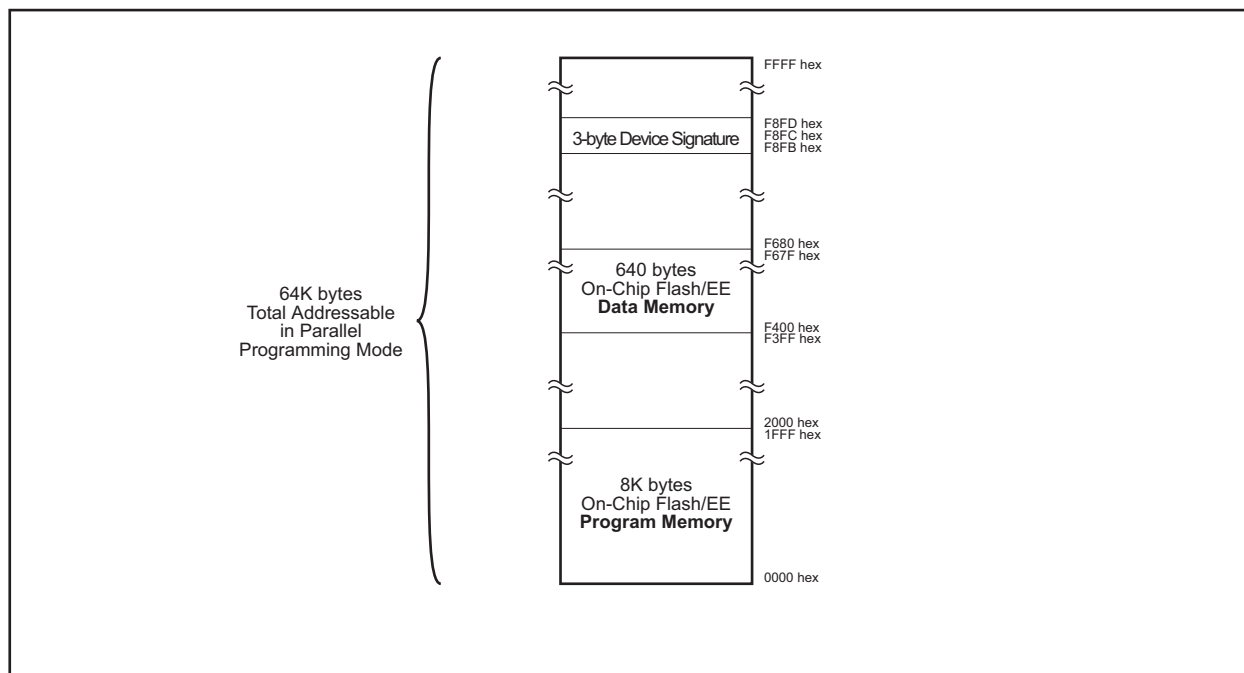 FFFF hex
F8FD hex
3-byte Device Signature
F8FC hex
F8FB hex
F680 hex
F67F hex
640 bytes
On-Chip Flash/EE
Data Memory
F400 hex
F3FF hex
64K bytes
Total Addressable
in Parallel
Programming Mode
2000 hex
1FFF hex
8K bytes
On-Chip Flash/EE
Program Memory
0000 hex